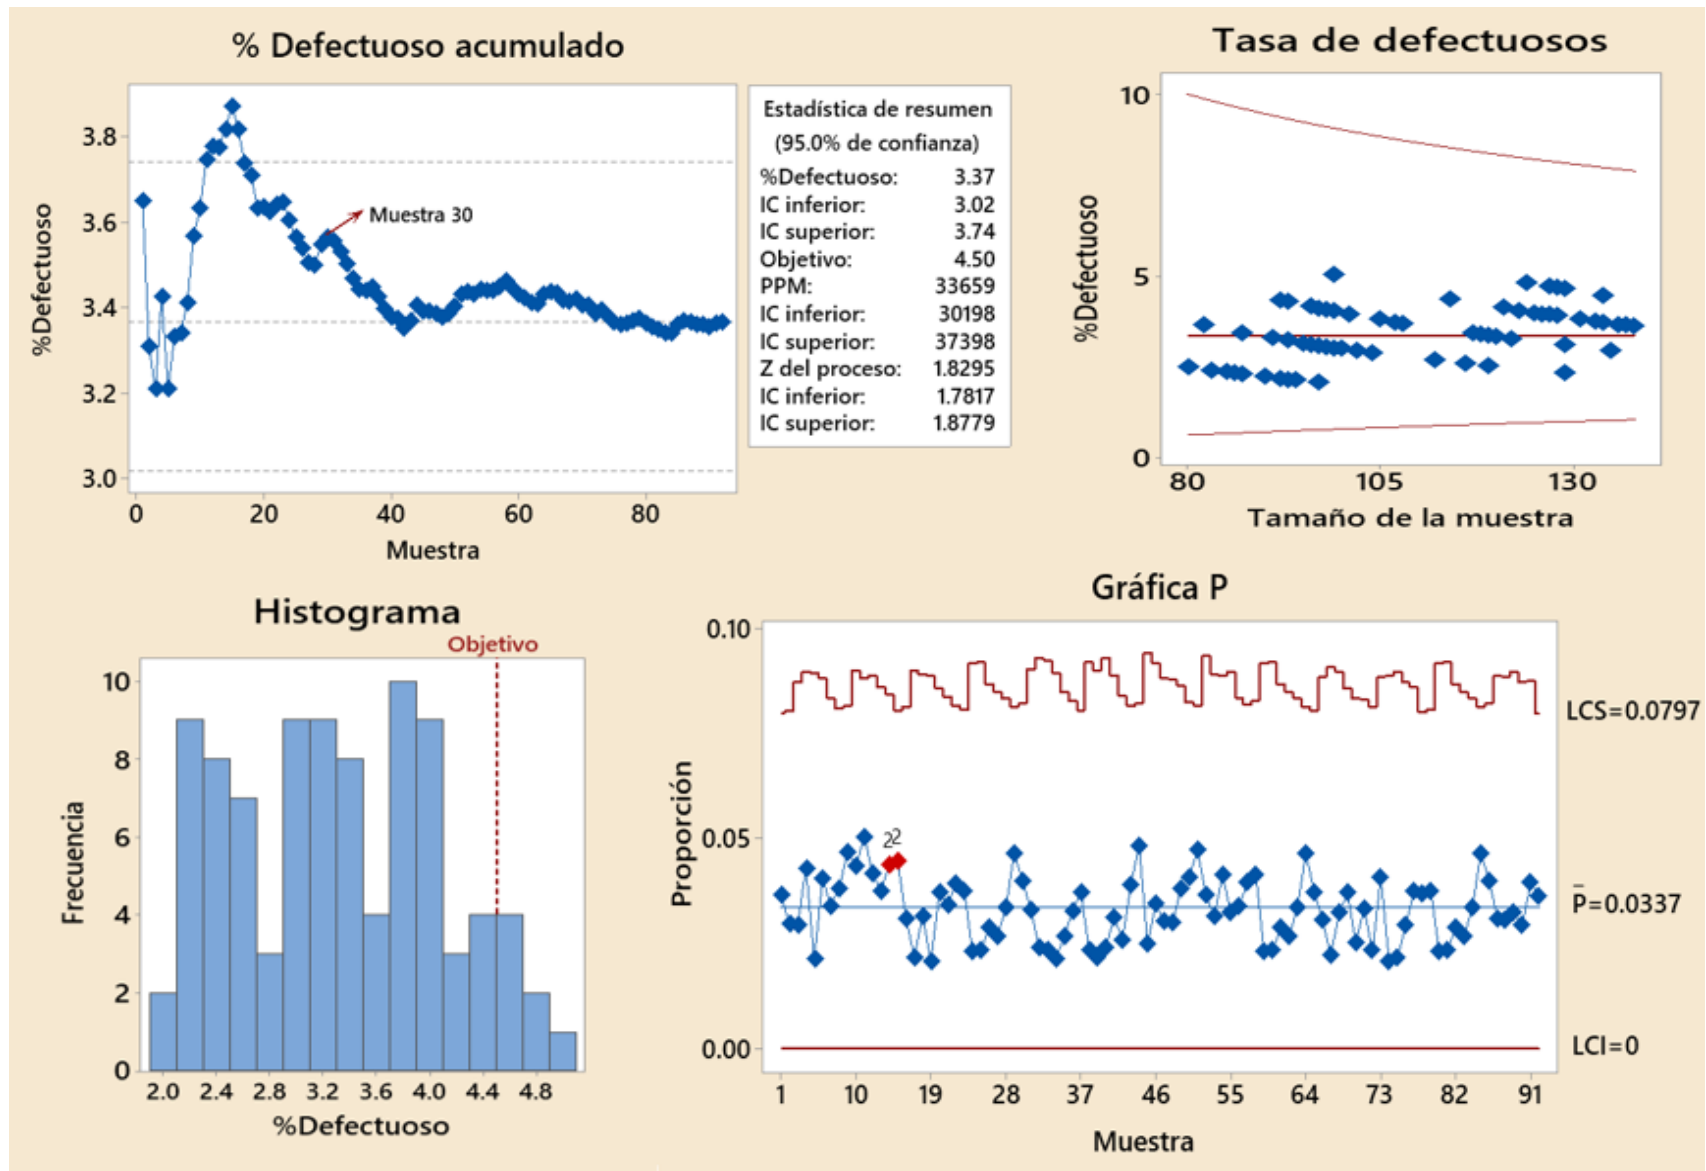 % Defectuoso acumulado
%Defectuoso
3.8
3.6
3.4
3.2
3.0
Muestra 30
0 20 40 60 80
Muestra
Estadística de resumen
(95.0% de confianza)
%Defectuoso: 3.37
IC inferior: 3.02
IC superior: 3.74
Objetivo: 4.50
PPM: 33659
IC inferior: 30198
IC superior: 37398
Z del proceso: 1.8295
IC inferior: 1.7817
IC superior: 1.8779
Tasa de defectuosos
%Defectuoso
10
5
0
80 105 130
Tamaño de la muestra
Histograma
Objetivo
Frecuencia
10
8
6
4
2
0
2.0 2.4 2.8 3.2 3.6 4.0 4.4 4.8
%Defectuoso
Gráfica P
Proporción
0.10
0.05
0.00
2 2
LCS=0.0797
P̅=0.0337
LCI=0
1 10 19 28 37 46 55 64 73 82 91
Muestra